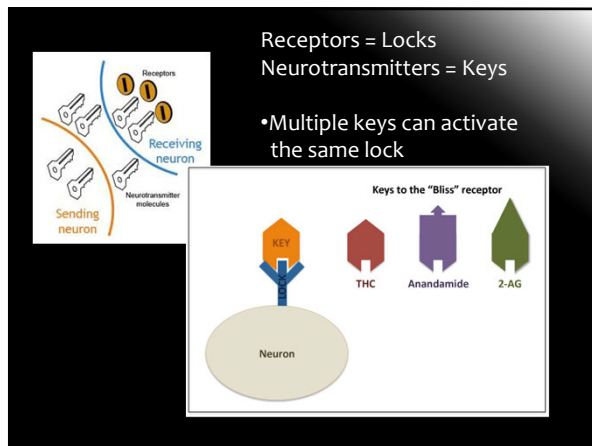 Receptors = Locks
Neurotransmitters = Keys
•Multiple keys can activate
the same lock
Receptors
Receiving
neuron
Neurotransmitter
molecules
Sending
neuron
Keys to the "Bliss" receptor
KEY
LOCK
THC
Anandamide
2-AG
Neuron